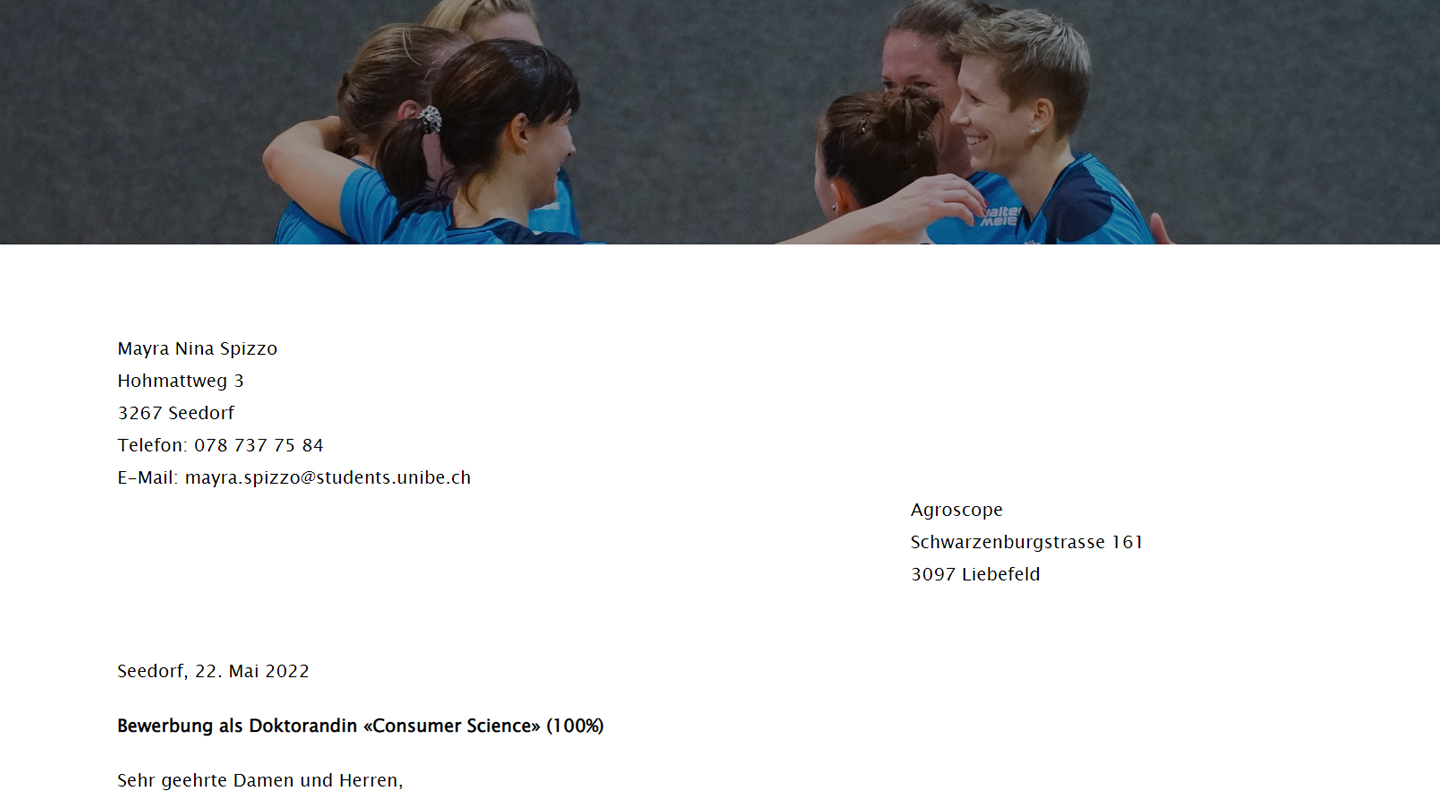 walter
meier
Mayra Nina Spizzo
Hohmattweg 3
3267 Seedorf
Telefon: 078 737 75 84
E-Mail: mayra.spizzo@students.unibe.ch
Agroscope
Schwarzenburgstrasse 161
3097 Liebefeld
Seedorf, 22. Mai 2022
Bewerbung als Doktorandin «Consumer Science» (100%)
Sehr geehrte Damen und Herren,